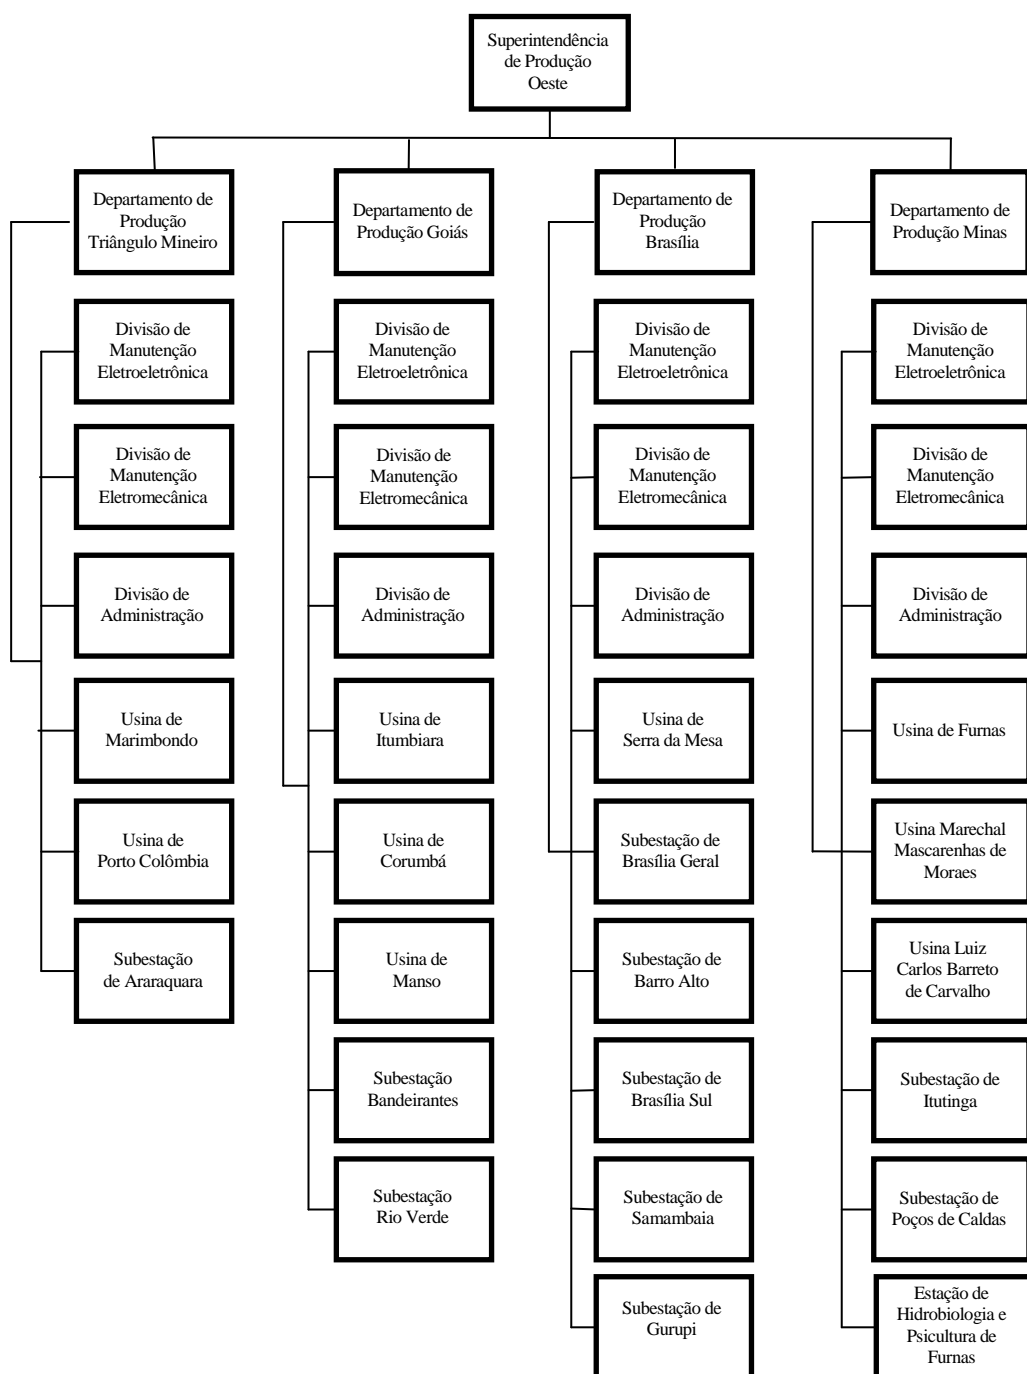 Superintendência
de Produção
Oeste
Departamento de
Produção
Triângulo Mineiro
Departamento de
Produção Goiás
Departamento de
Produção
Brasília
Departamento de
Produção Minas
Divisão de
Manutenção
Eletroeletrônica
Divisão de
Manutenção
Eletroeletrônica
Divisão de
Manutenção
Eletroeletrônica
Divisão de
Manutenção
Eletroeletrônica
Divisão de
Manutenção
Eletromecânica
Divisão de
Manutenção
Eletromecânica
Divisão de
Manutenção
Eletromecânica
Divisão de
Manutenção
Eletromecânica
Divisão de
Administração
Divisão de
Administração
Divisão de
Administração
Divisão de
Administração
Usina de
Marimbondo
Usina de
Itumbiara
Usina de
Serra da Mesa
Usina de Furnas
Usina de
Porto Colômbia
Usina de
Corumbá
Subestação de
Brasília Geral
Usina Marechal
Mascarenhas de
Moraes
Subestação
de Araraquara
Usina de
Manso
Subestação de
Barro Alto
Usina Luiz
Carlos Barreto
de Carvalho
Subestação
Bandeirantes
Subestação de
Brasília Sul
Subestação de
Itutinga
Subestação
Rio Verde
Subestação de
Samambaia
Subestação de
Poços de Caldas
Subestação de
Gurupi
Estação de
Hidrobiologia e
Psicultura de
Furnas